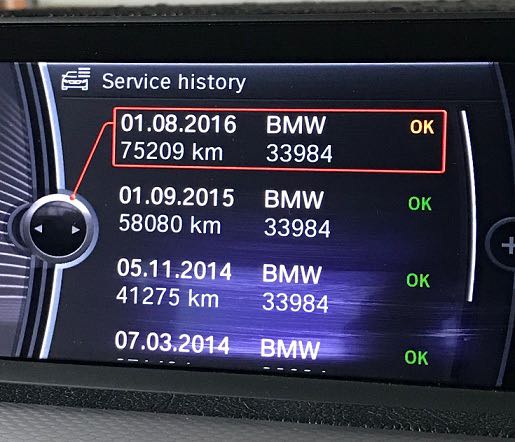 Service history
01.08.2016 BMW OK
75209 km 33984
01.09.2015 BMW OK
58080 km 33984
05.11.2014 BMW OK
41275 km 33984
07.03.2014 BMW OK